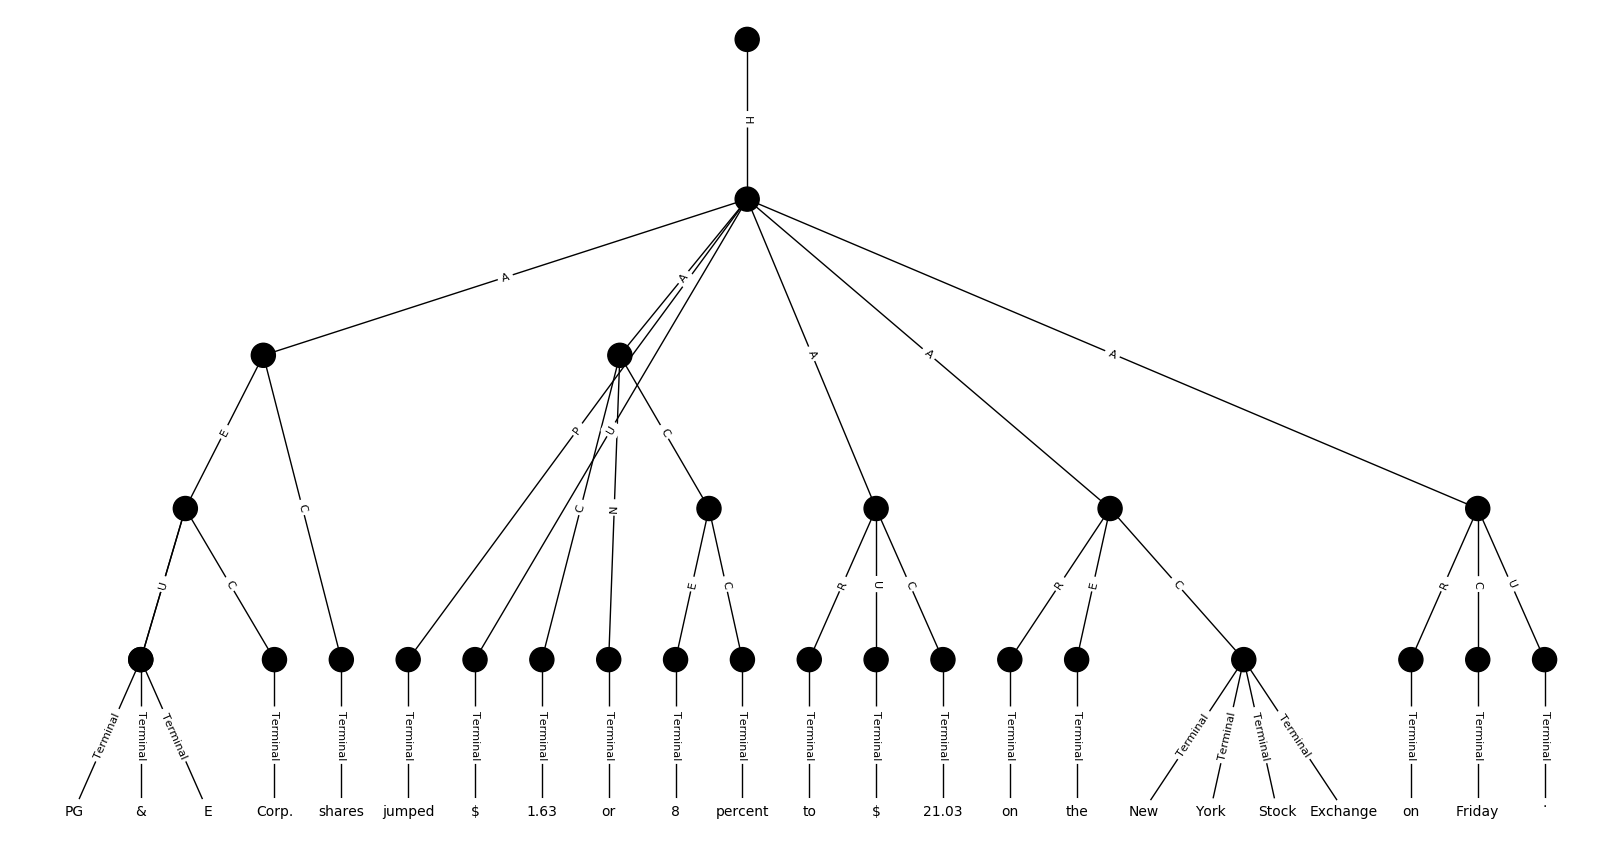 H
A A
A A A
E P U C
C C N
U C E C R U C R E C R C U
Terminal Terminal Terminal Terminal Terminal Terminal Terminal Terminal Terminal Terminal Terminal Terminal Terminal Terminal Terminal Terminal Terminal Terminal Terminal Terminal Terminal Terminal Terminal
PG & E Corp. shares jumped $ 1.63 or 8 percent to $ 21.03 on the New York Stock Exchange on Friday .